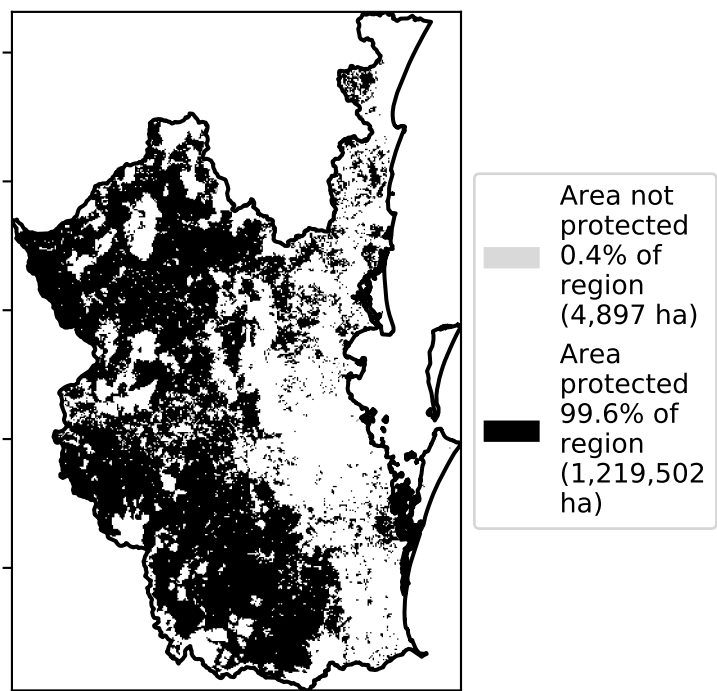 Area not
protected
0.4% of
region
(4,897 ha)
Area
protected
99.6% of
region
(1,219,502
ha)